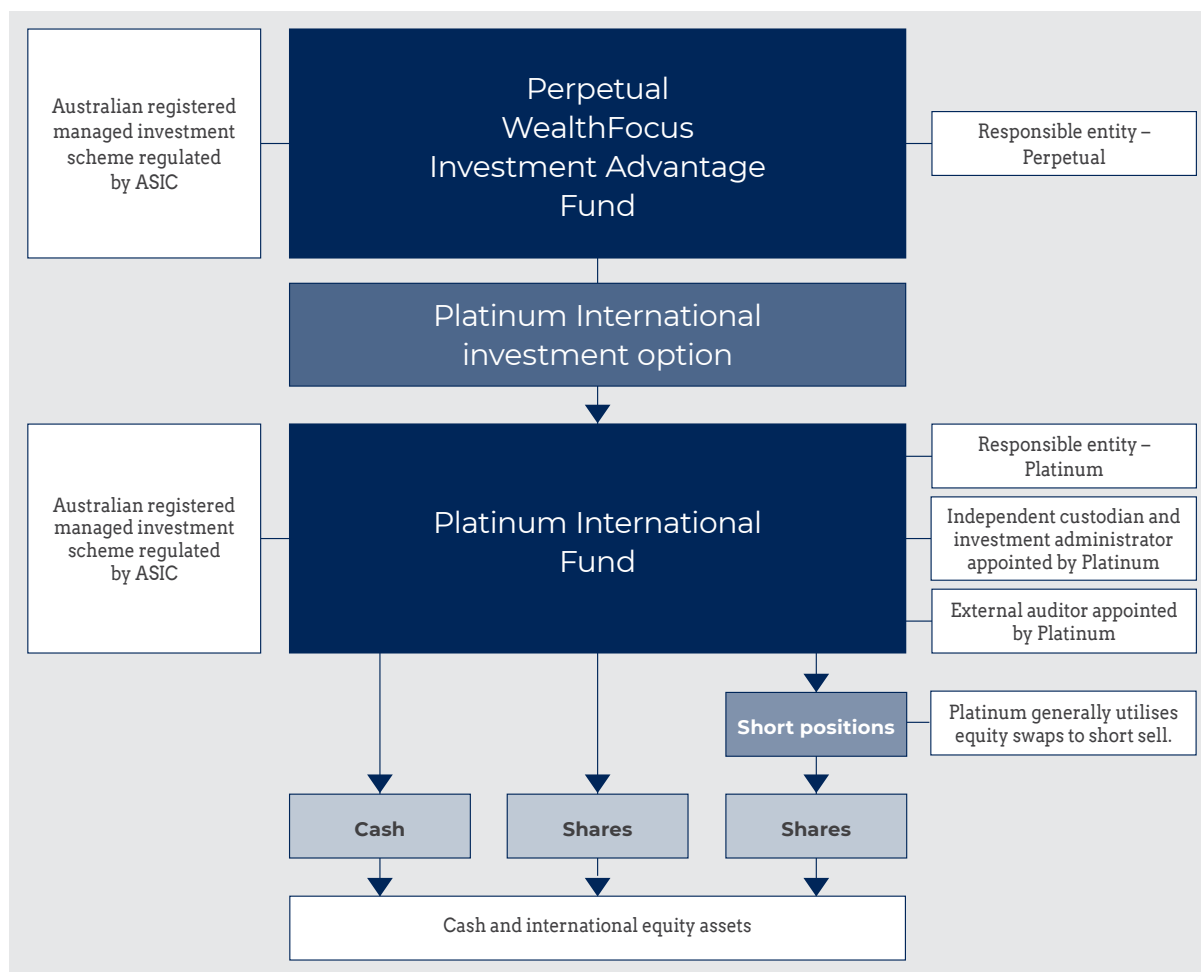 Australian registered
managed investment
scheme regulated
by ASIC
Perpetual
WealthFocus
Investment Advantage
Fund
Responsible entity –
Perpetual
Platinum International
investment option
Australian registered
managed investment
scheme regulated
by ASIC
Platinum International
Fund
Responsible entity –
Platinum
Independent custodian and
investment administrator
appointed by Platinum
External auditor appointed
by Platinum
Short positions
Platinum generally utilises
equity swaps to short sell.
Cash
Shares
Shares
Cash and international equity assets